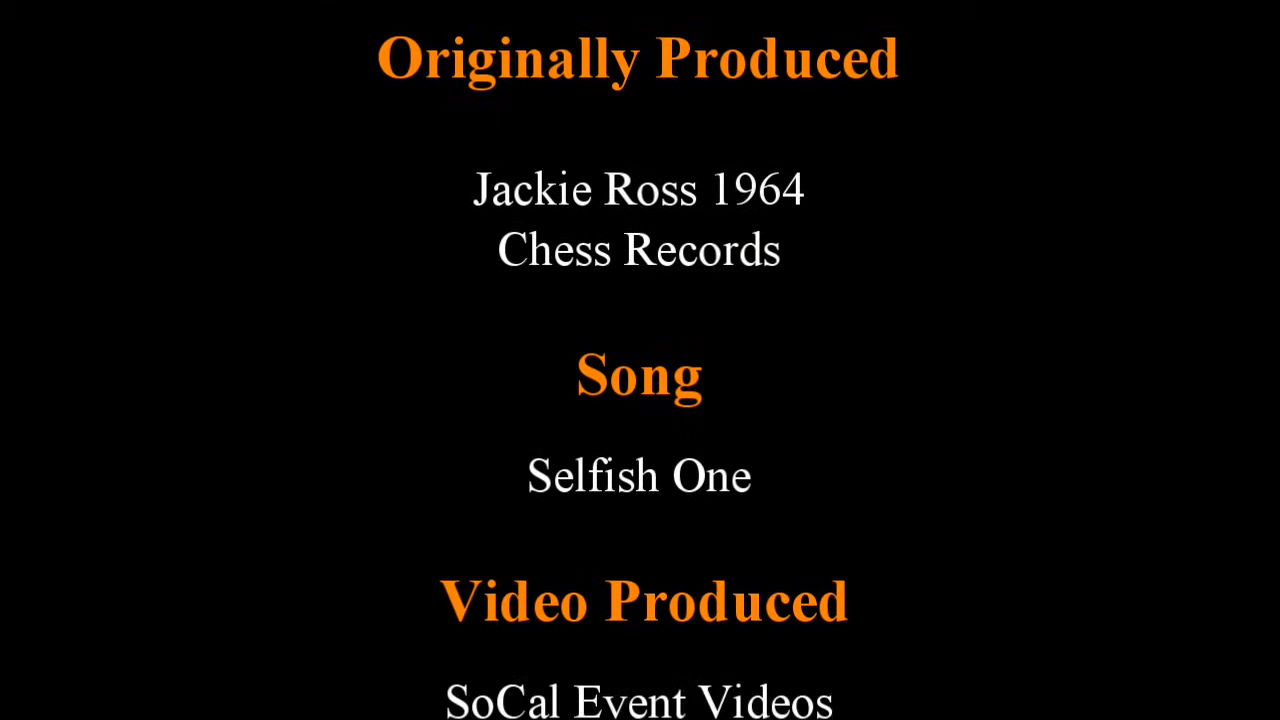 Originally Produced
Jackie Ross 1964
Chess Records
Song
Selfish One
Video Produced
SoCal Event Videos